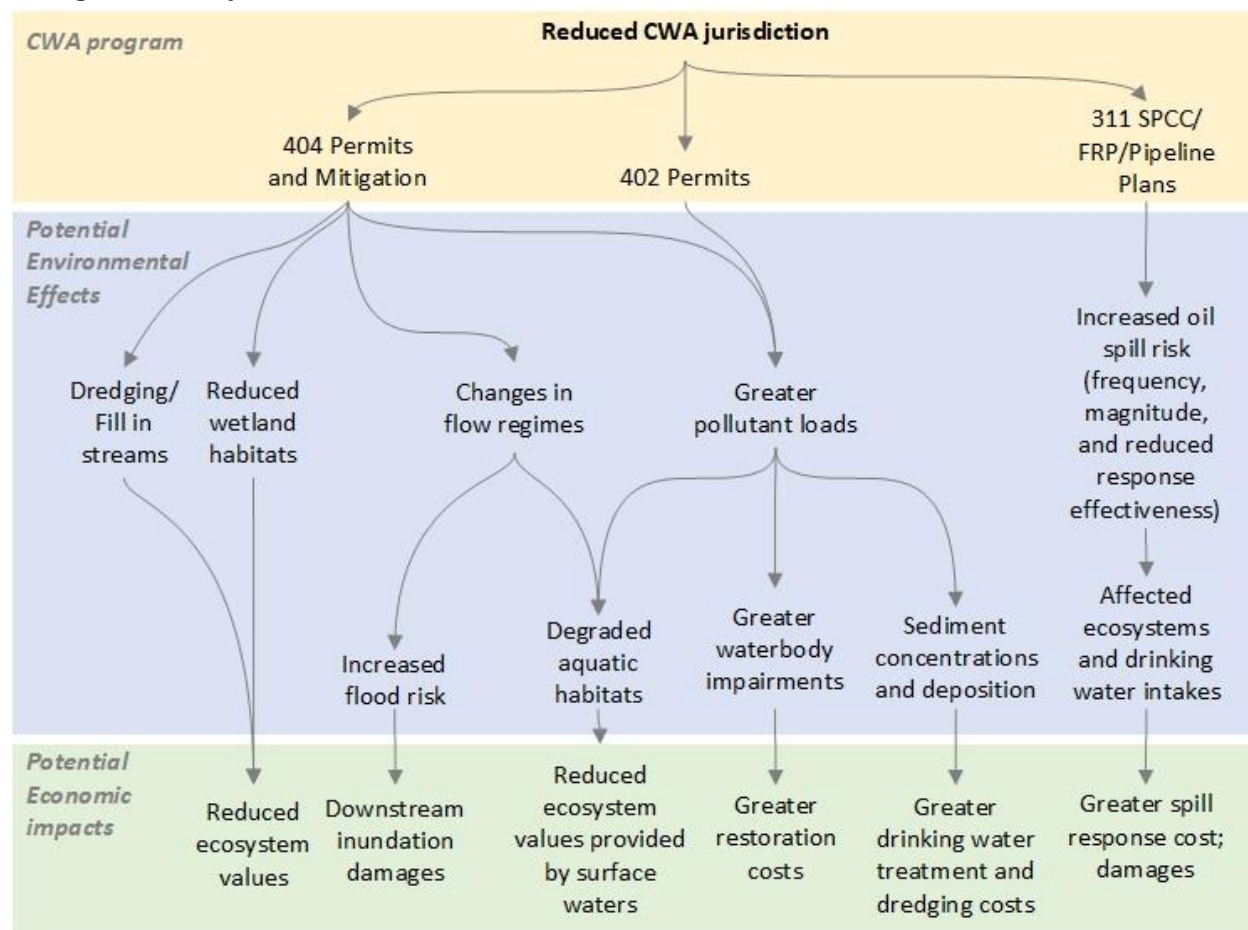 CWA program
Reduced CWA jurisdiction
404 Permits
and Mitigation
402 Permits
311 SPCC/
FRP/Pipeline
Plans
Potential
Environmental
Effects
Dredging/
Fill in
streams
Reduced
wetland
habitats
Changes in
flow regimes
Greater
pollutant loads
Increased oil
spill risk
(frequency,
magnitude,
and reduced
response
effectiveness)
Increased
flood risk
Degraded
aquatic
habitats
Greater
waterbody
impairments
Sediment
concentrations
and deposition
Affected
ecosystems
and drinking
water intakes
Potential
Economic
impacts
Reduced
ecosystem
values
Downstream
inundation
damages
Reduced
ecosystem
values provided
by surface
waters
Greater
restoration
costs
Greater
drinking water
treatment and
dredging costs
Greater spill
response cost;
damages